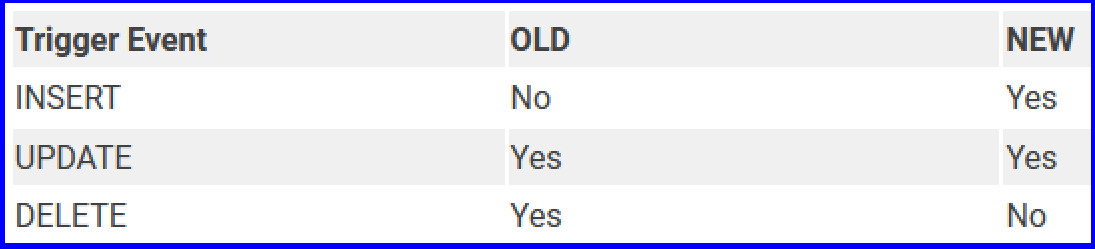 Trigger Event OLD NEW
INSERT No Yes
UPDATE Yes Yes
DELETE Yes No